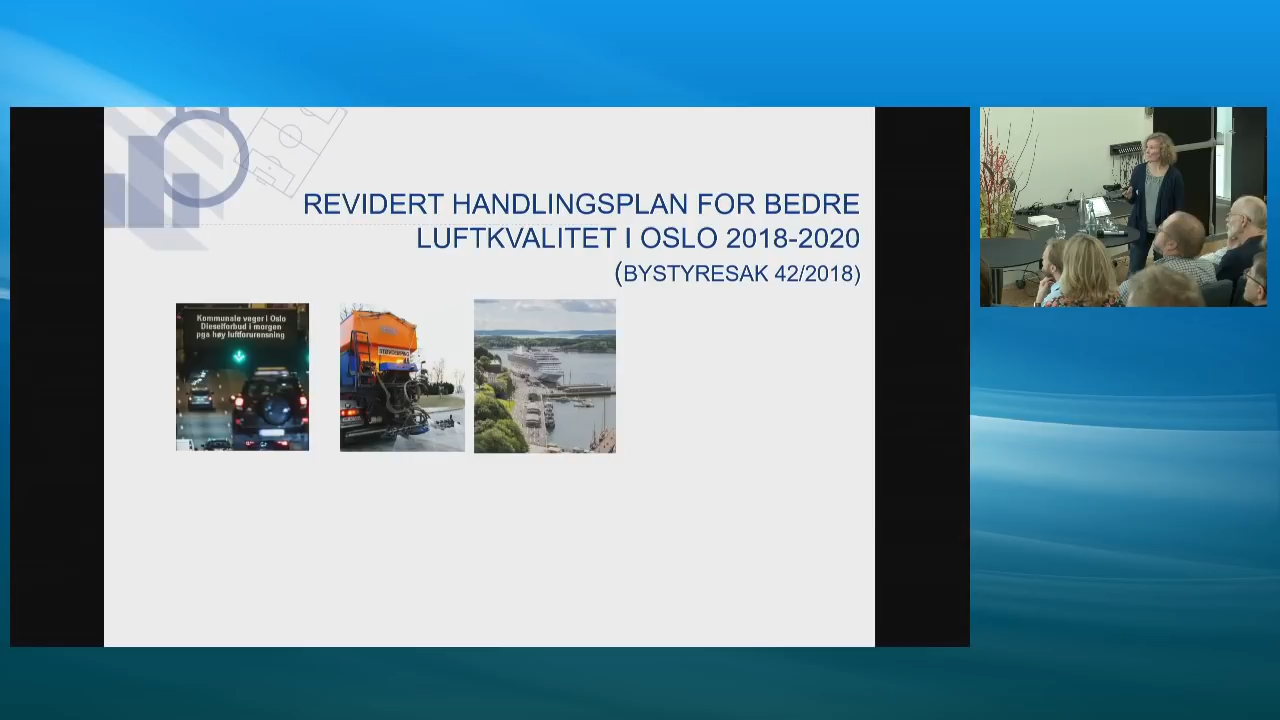 REVIDERT HANDLINGSPLAN FOR BEDRE
LUFTKVALITET I OSLO 2018-2020
(BYSTYRESAK 42/2018)
Kommunale veger i Oslo
Dieselforbud i morgen
pga høy luftforurensning